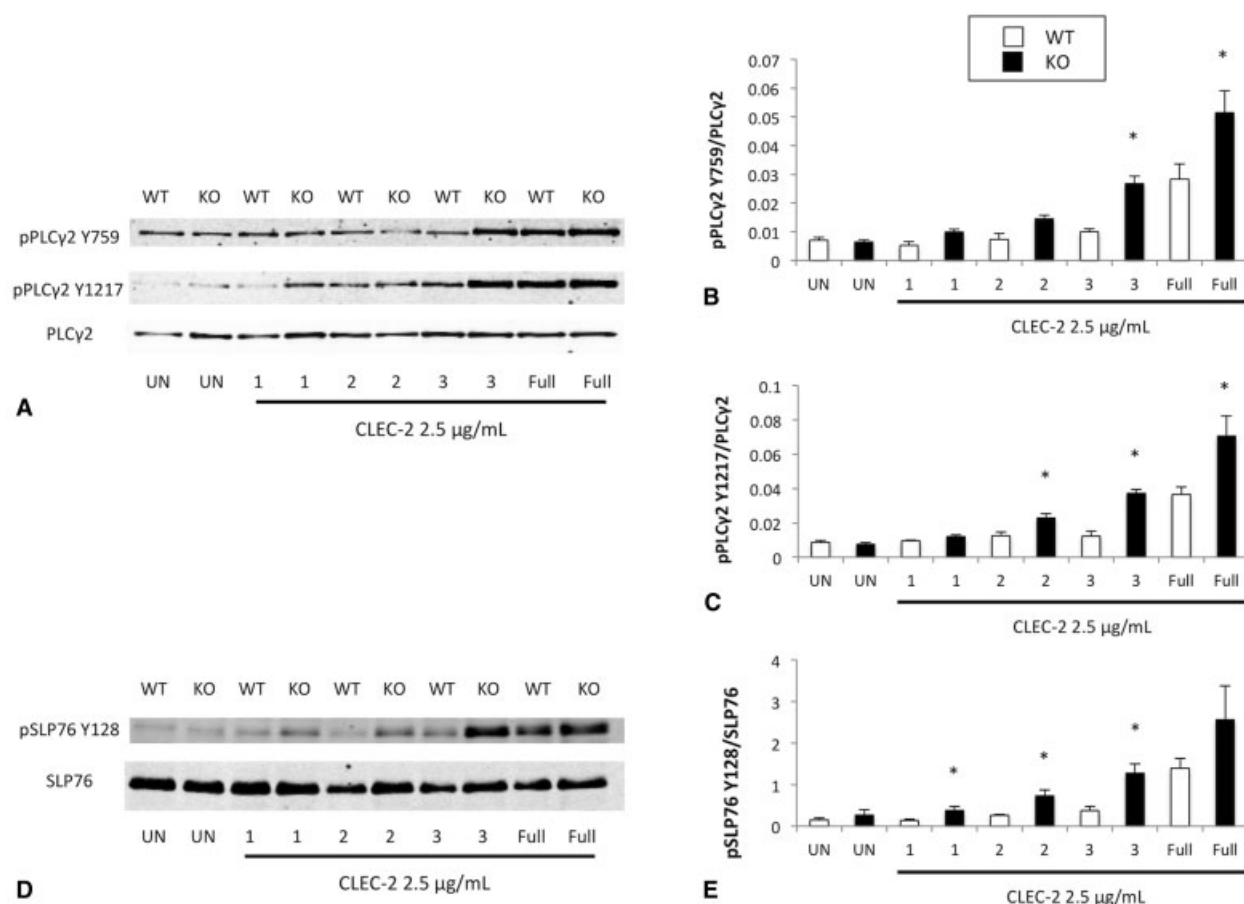 WT KO WT KO WT KO WT KO WT KO
pPLCγ2 Y759
pPLCγ2 Y1217
PLCγ2
UN UN 1 1 2 2 3 3 Full Full
CLEC-2 2.5 µg/mL
A
WT
KO
pPLCγ2 Y759/PLCγ2
0.07
0.06
0.05
0.04
0.03
0.02
0.01
0
* *
UN UN 1 1 2 2 3 3 Full Full
CLEC-2 2.5 µg/mL
B
pPLCγ2 Y1217/PLCγ2
0.1
0.08
0.06
0.04
0.02
0
* * *
UN UN 1 1 2 2 3 3 Full Full
CLEC-2 2.5 µg/mL
C
WT KO WT KO WT KO WT KO WT KO
pSLP76 Y128
SLP76
UN UN 1 1 2 2 3 3 Full Full
CLEC-2 2.5 µg/mL
D
pSLP76 Y128/SLP76
4
3
2
1
0
* * *
UN UN 1 1 2 2 3 3 Full Full
CLEC-2 2.5 µg/mL
E